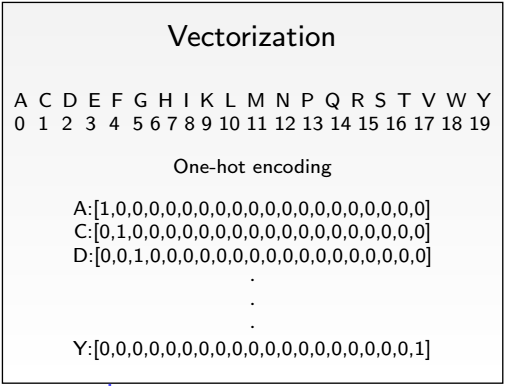 Vectorization
A C D E F G H I K L M N P Q R S T V W Y
0 1 2 3 4 5 6 7 8 9 10 11 12 13 14 15 16 17 18 19
One-hot encoding
A:[1,0,0,0,0,0,0,0,0,0,0,0,0,0,0,0,0,0,0,0]
C:[0,1,0,0,0,0,0,0,0,0,0,0,0,0,0,0,0,0,0,0]
D:[0,0,1,0,0,0,0,0,0,0,0,0,0,0,0,0,0,0,0,0]
.
.
.
Y:[0,0,0,0,0,0,0,0,0,0,0,0,0,0,0,0,0,0,0,1]